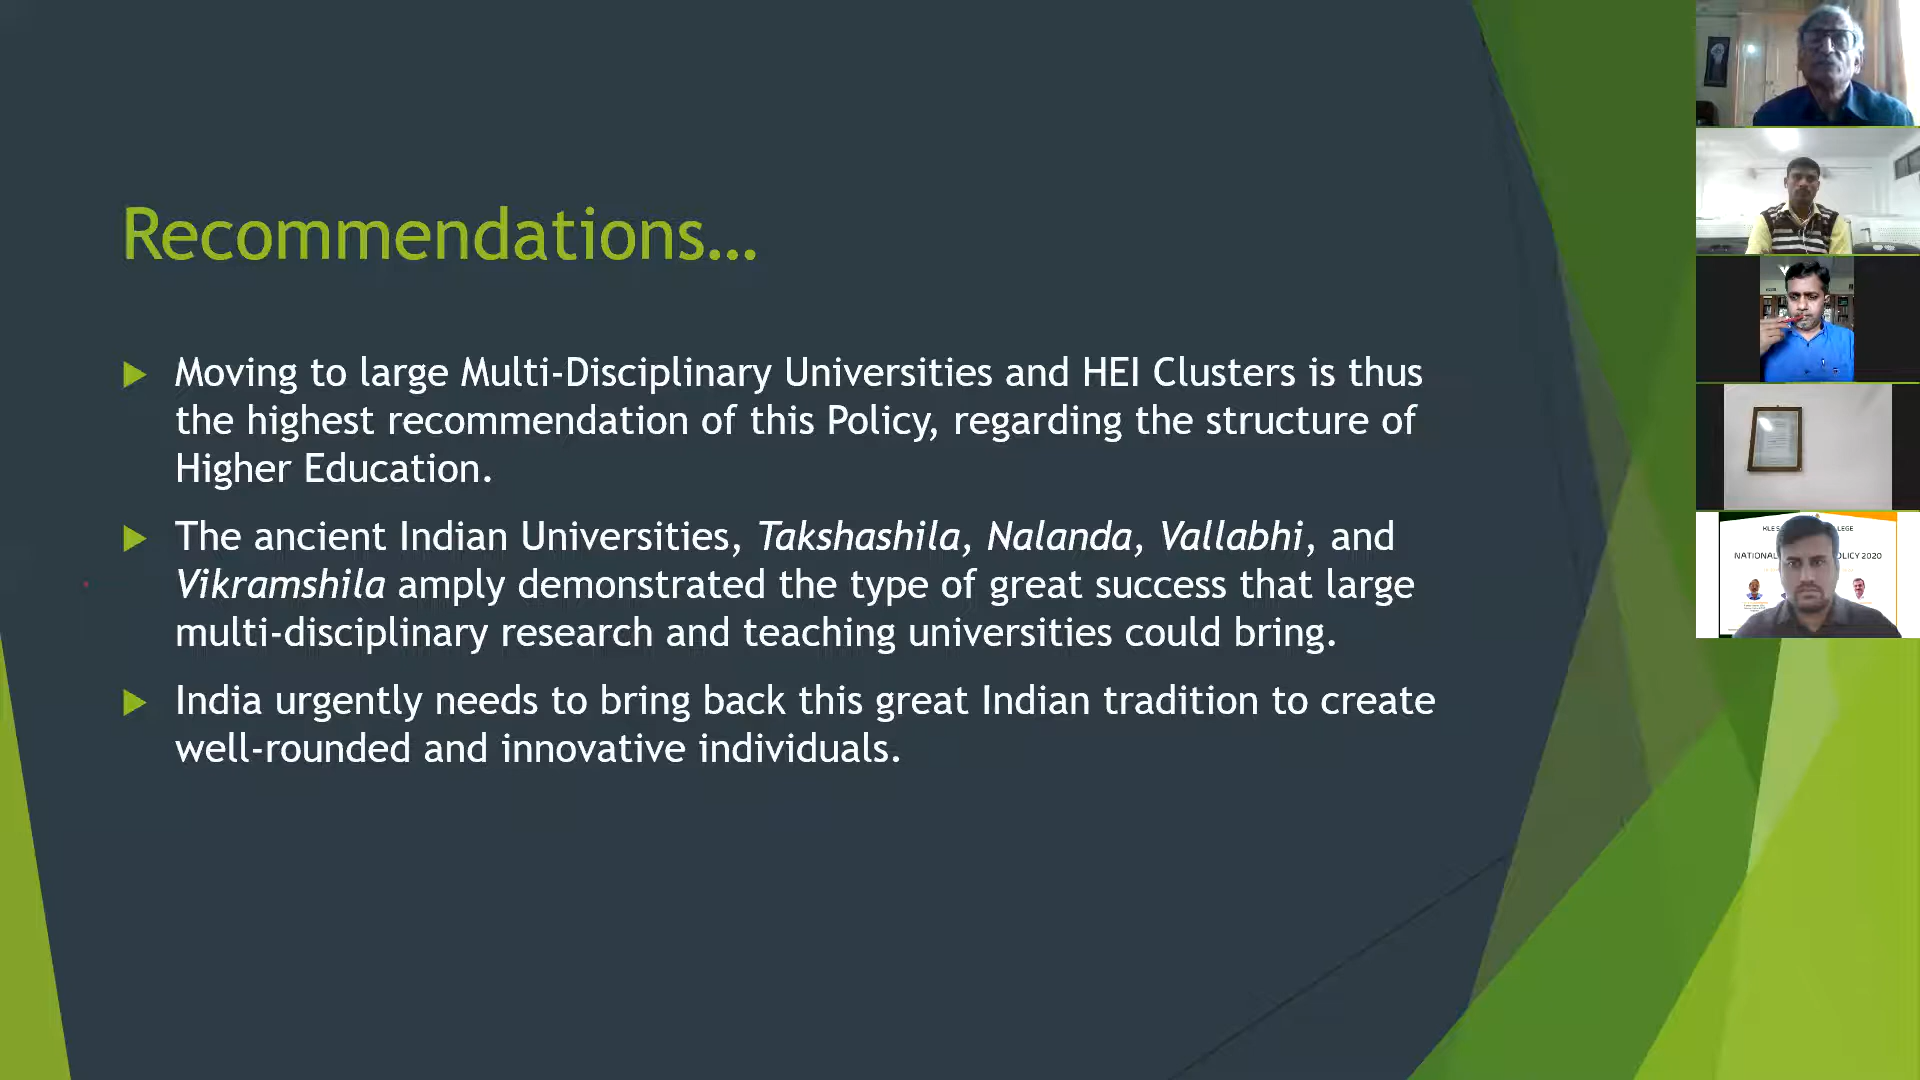 Recommendations...
Moving to large Multi-Disciplinary Universities and HEI Clusters is thus
the highest recommendation of this Policy, regarding the structure of
Higher Education.
The ancient Indian Universities, Takshashila, Nalanda, Vallabhi, and
Vikramshila amply demonstrated the type of great success that large
multi-disciplinary research and teaching universities could bring.
India urgently needs to bring back this great Indian tradition to create
well-rounded and innovative individuals.
NATIONAL POLICY 2020